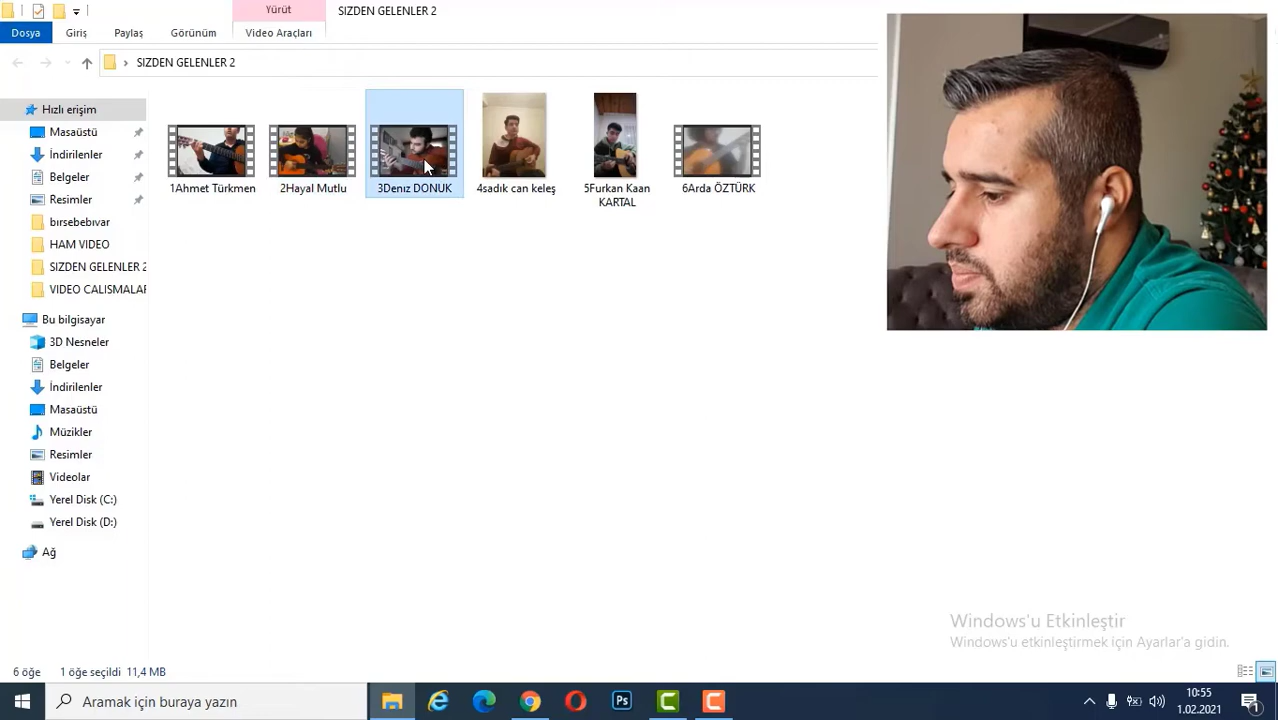 Yürüt
SIZDEN GELENLER 2
Dosya
Giriş
Paylaş
Görünüm
Video Araçları
SIZDEN GELENLER 2
Hızlı erişim
Masaüstü
İndirilenler
Belgeler
Resimler
bırsebebıvar
HAM VIDEO
SIZDEN GELENLER 2
VIDEO CALISMALAR
Bu bilgisayar
3D Nesneler
Belgeler
İndirilenler
Masaüstü
Müzikler
Resimler
Videolar
Yerel Disk (C:)
Yerel Disk (D:)
Ağ
1Ahmet Türkmen
2Hayal Mutlu
3Denız DONUK
4sadık can keleş
5Furkan Kaan
KARTAL
6Arda ÖZTÜRK
Windows'u Etkinleştir
Windows'u etkinleştirmek için Ayarlar'a gidin.
6 öğe
1 öğe seçildi 11,4 MB
Aramak için buraya yazın
Ps
10:55
1.02.2021
1